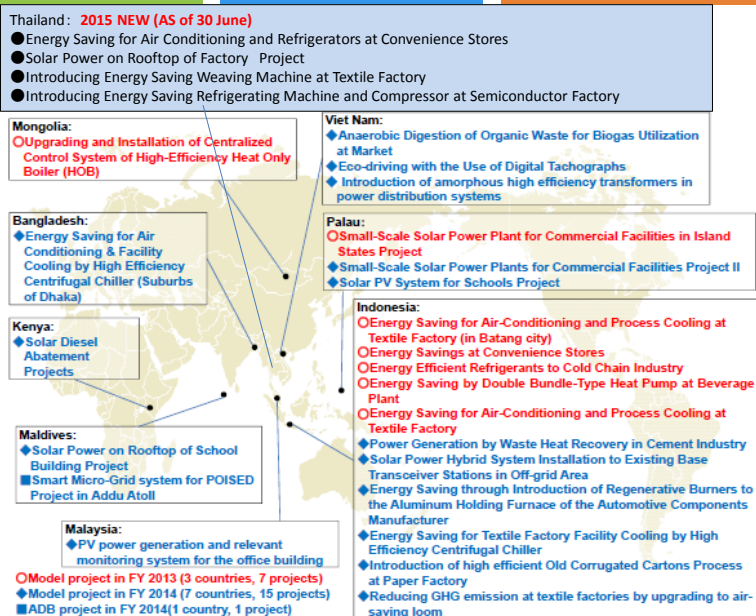 Thailand： 2015 NEW (AS of 30 June)
●Energy Saving for Air Conditioning and Refrigerators at Convenience Stores
●Solar Power on Rooftop of Factory Project
●Introducing Energy Saving Weaving Machine at Textile Factory
●Introducing Energy Saving Refrigerating Machine and Compressor at Semiconductor Factory
Mongolia:
○Upgrading and Installation of Centralized
Control System of High-Efficiency Heat Only
Boiler (HOB)
Viet Nam:
◆Anaerobic Digestion of Organic Waste for Biogas Utilization
at Market
◆Eco-driving with the Use of Digital Tachographs
◆ Introduction of amorphous high efficiency transformers in
power distribution systems
Bangladesh:
◆Energy Saving for Air
Conditioning & Facility
Cooling by High Efficiency
Centrifugal Chiller (Suburbs
of Dhaka)
Palau:
○Small-Scale Solar Power Plant for Commercial Facilities in Island
States Project
◆Small-Scale Solar Power Plants for Commercial Facilities Project II
◆Solar PV System for Schools Project
Kenya:
◆Solar Diesel
Abatement
Projects
Indonesia:
○Energy Saving for Air-Conditioning and Process Cooling at
Textile Factory (in Batang city)
○Energy Savings at Convenience Stores
○Energy Efficient Refrigerants to Cold Chain Industry
○Energy Saving by Double Bundle-Type Heat Pump at Beverage
Plant
○Energy Saving for Air-Conditioning and Process Cooling at
Textile Factory
◆Power Generation by Waste Heat Recovery in Cement Industry
◆Solar Power Hybrid System Installation to Existing Base
Transceiver Stations in Off-grid Area
◆Energy Saving through Introduction of Regenerative Burners to
the Aluminum Holding Furnace of the Automotive Components
Manufacturer
◆Energy Saving for Textile Factory Facility Cooling by High
Efficiency Centrifugal Chiller
◆Introduction of high efficient Old Corrugated Cartons Process
at Paper Factory
◆Reducing GHG emission at textile factories by upgrading to air-
saving loom
Maldives:
◆Solar Power on Rooftop of School
Building Project
■Smart Micro-Grid system for POISED
Project in Addu Atoll
Malaysia:
◆PV power generation and relevant
monitoring system for the office building
○Model project in FY 2013 (3 countries, 7 projects)
◆Model project in FY 2014 (7 countries, 15 projects)
■ADB project in FY 2014(1 country, 1 project)